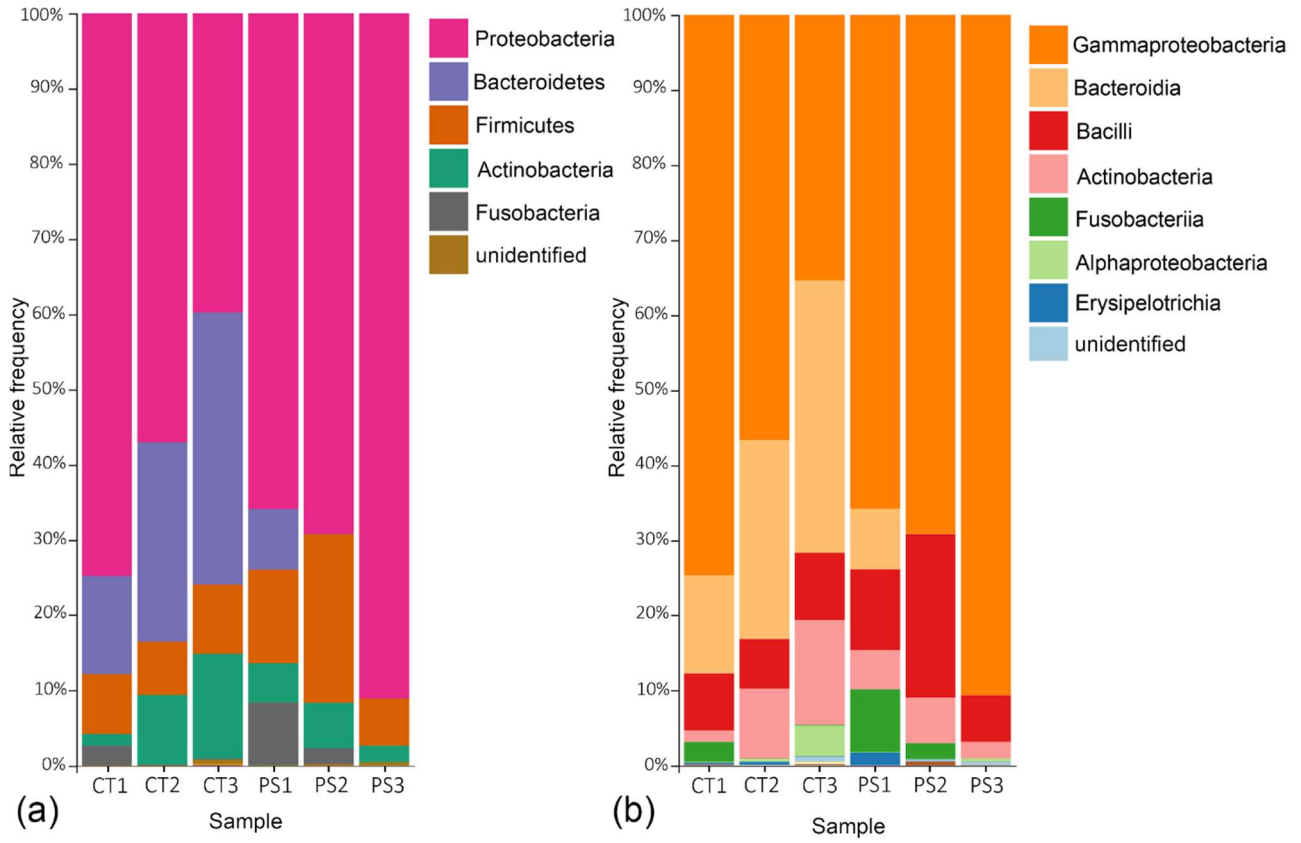 100%
90%
80%
70%
60%
50%
40%
30%
20%
10%
0%
Relative frequency
CT1 CT2 CT3 PS1 PS2 PS3
Sample
(a)
Proteobacteria
Bacteroidetes
Firmicutes
Actinobacteria
Fusobacteria
unidentified
100%
90%
80%
70%
60%
50%
40%
30%
20%
10%
0%
Relative frequency
CT1 CT2 CT3 PS1 PS2 PS3
Sample
(b)
Gammaproteobacteria
Bacteroidia
Bacilli
Actinobacteria
Fusobacteriia
Alphaproteobacteria
Erysipelotrichia
unidentified